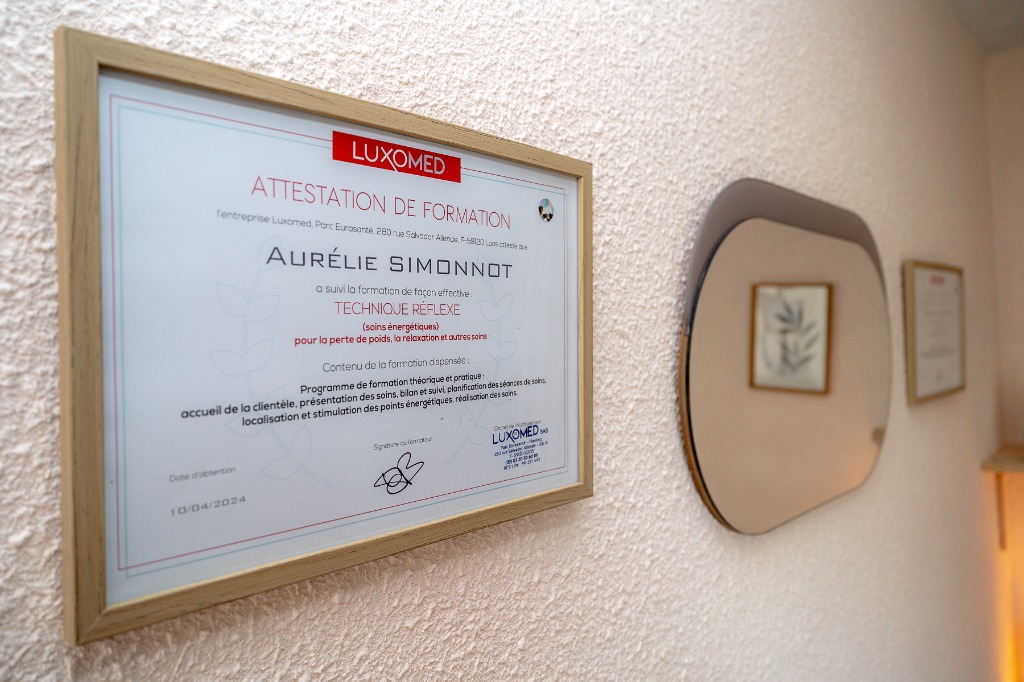 LUXOMED
ATTESTATION DE FORMATION
l'entreprise Luxomed, Parc Eurasanté, 280 rue Salvador Allende, F-59120 Loos atteste que
AURÉLIE SIMONNOT
a suivi la formation de façon effective :
TECHNIQUE RÉFLEXE
(soins énergétiques)
pour la perte de poids, la relaxation et autres soins
Contenu de la formation dispensée :
Programme de formation théorique et pratique :
accueil de la clientèle, présentation des soins, bilan et suivi, planification des séances de soins,
localisation et stimulation des points énergétiques, réalisation des soins.
Date d'obtention
10/04/2024
Signature du formateur
Cachet de l'établissement
LUXOMED SAS